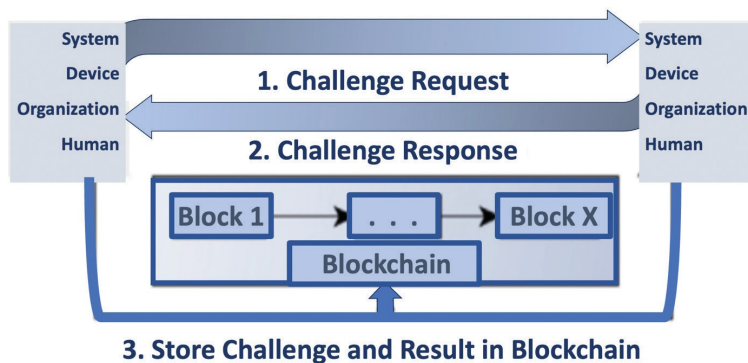 System
Device
Organization
Human
1. Challenge Request
2. Challenge Response
System
Device
Organization
Human
Block 1
. . .
Block X
Blockchain
3. Store Challenge and Result in Blockchain